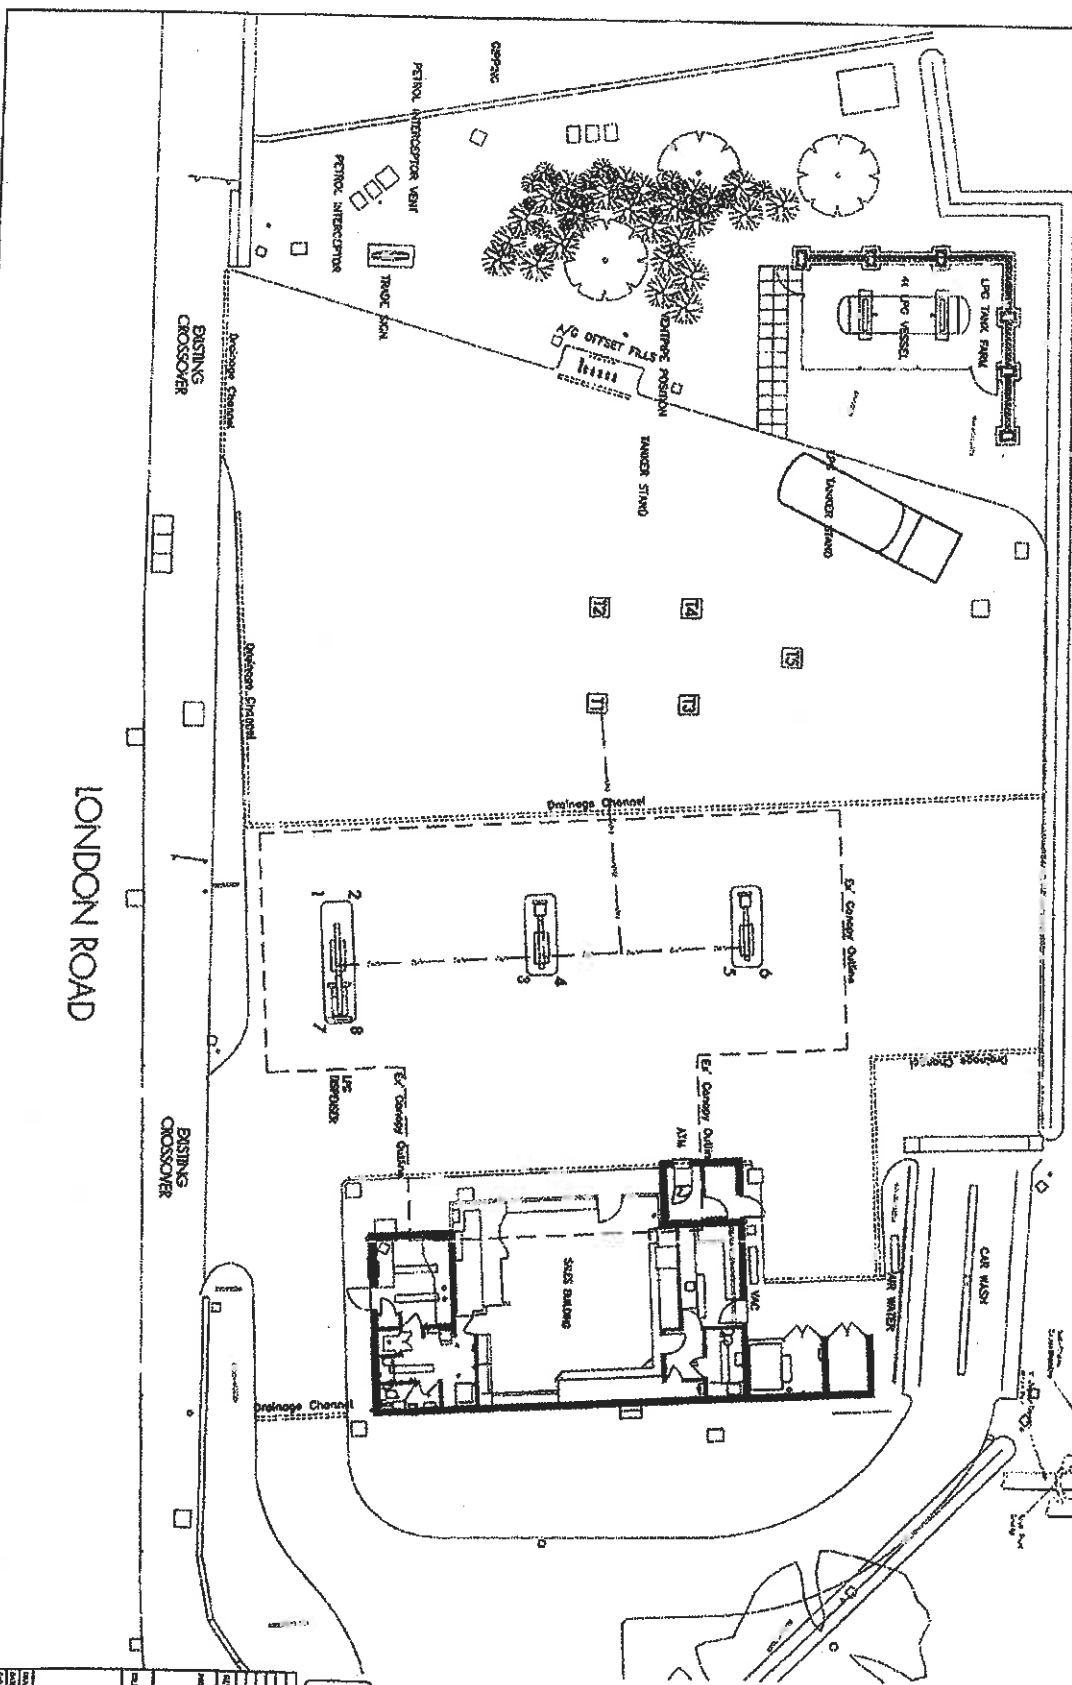 LONDON ROAD
EXISTING
CROSSOVER
EXISTING
CROSSOVER
Drainage Channel
Drainage Channel
PETROL INTERCEPTOR VENT
PETROL INTERCEPTOR
TRADE SIGN
A/G OFFSET FILLS
VENTPIPE POSITION
TANKER STAND
LPG TANK FARM
4t LPG VESSEL
LPG TANKER STAND
T2
T4
T5
T1
T3
Drainage Channel
Ex' Canopy Outline
1
2
3
4
5
6
7
8
LPG
DISPENSER
Ex' Canopy Outline
Ex' Canopy Outline
Drainage Channel
ATM
SALES BUILDING
VAC
AIR WATER
CAR WASH
Drainage Channel